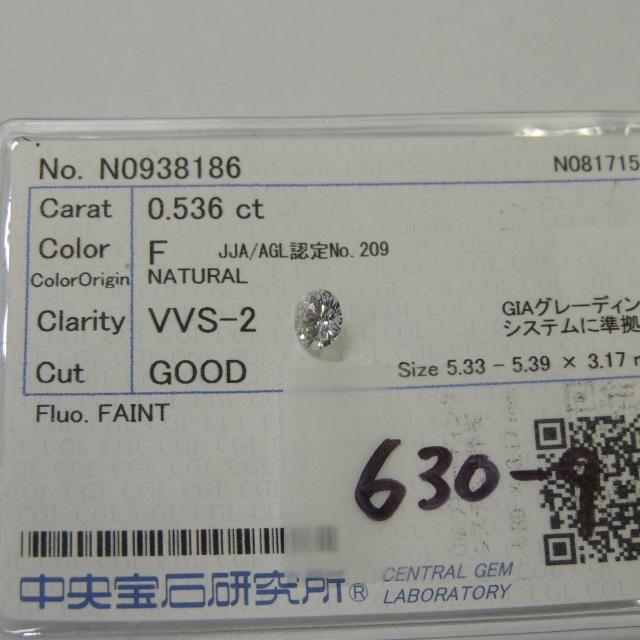 No. N0938186
N081715
Carat 0.536 ct
Color F JJA/AGL認定No.209
ColorOrigin NATURAL
Clarity VVS-2
GIAグレーディン
システムに準拠
Cut GOOD
Size 5.33 - 5.39 × 3.17
Fluo. FAINT
630-9
中央宝石研究所® CENTRAL GEM
LABORATORY